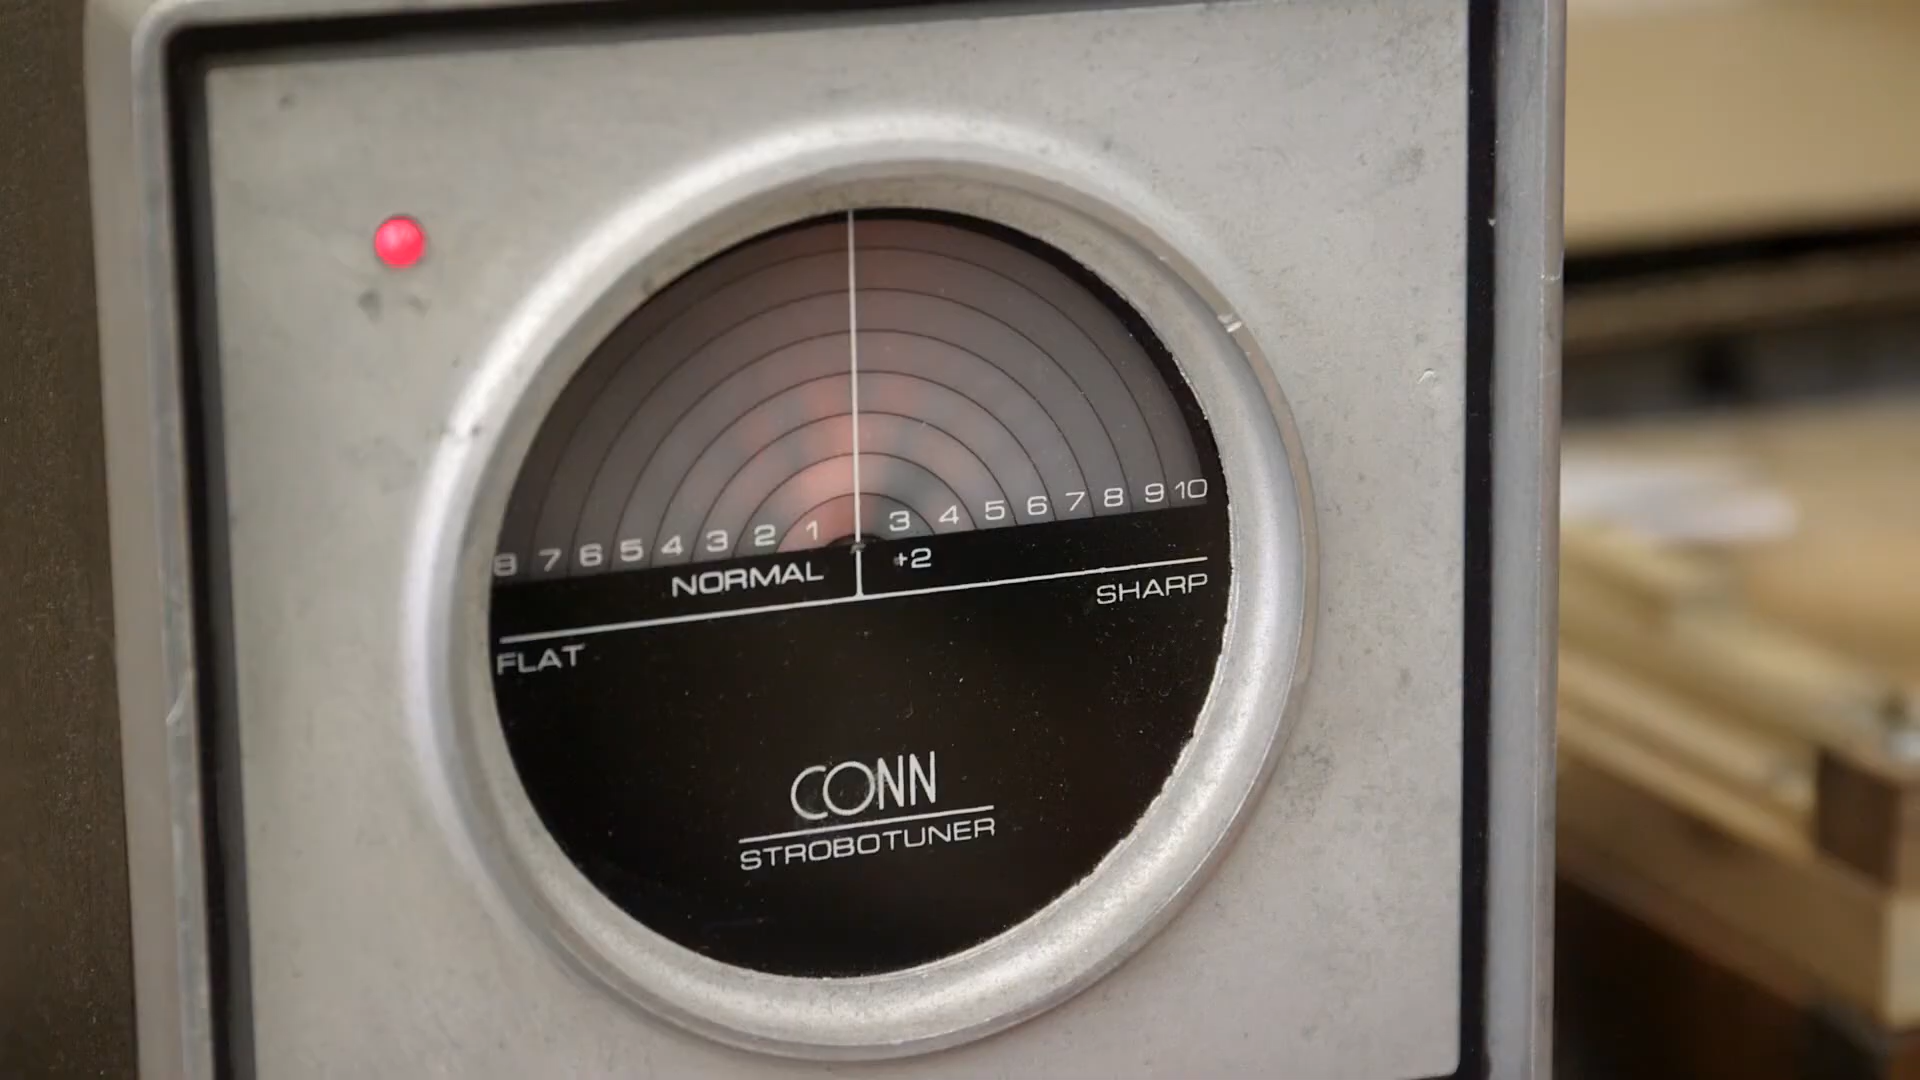 8 7 6 5 4 3 2 1 3 4 5 6 7 8 9 10
NORMAL +2
FLAT SHARP
CONN
STROBOTUNER